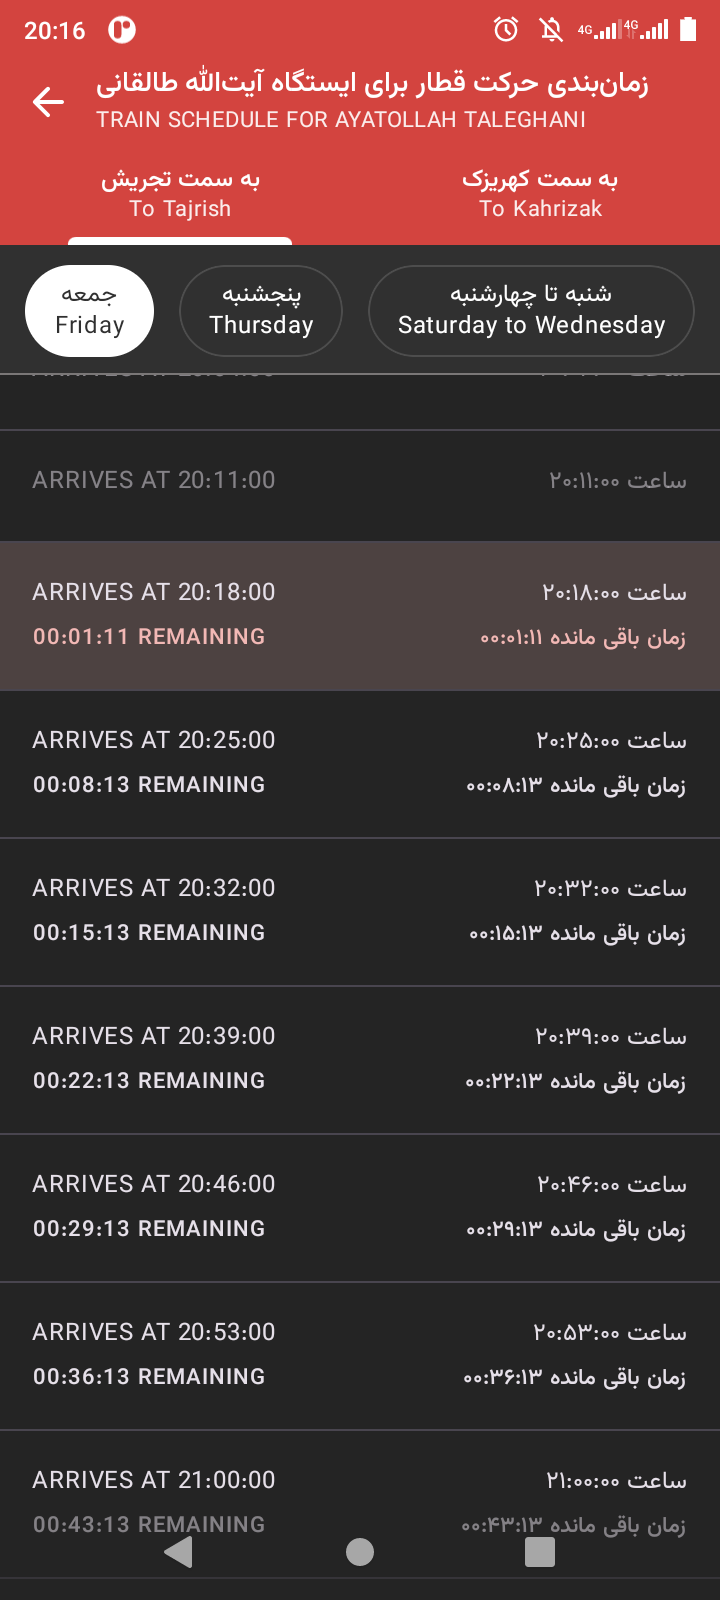 20:16
4G 4G
زمان‌بندی حرکت قطار برای ایستگاه آیت‌الله طالقانی
TRAIN SCHEDULE FOR AYATOLLAH TALEGHANI
به سمت تجریش
To Tajrish
به سمت کهریزک
To Kahrizak
جمعه
Friday
پنجشنبه
Thursday
شنبه تا چهارشنبه
Saturday to Wednesday
ARRIVES AT 20:11:00
ساعت ۲۰:۱۱:۰۰
ARRIVES AT 20:18:00
ساعت ۲۰:۱۸:۰۰
00:01:11 REMAINING
زمان باقی مانده ۰۰:۰۱:۱۱
ARRIVES AT 20:25:00
ساعت ۲۰:۲۵:۰۰
00:08:13 REMAINING
زمان باقی مانده ۰۰:۰۸:۱۳
ARRIVES AT 20:32:00
ساعت ۲۰:۳۲:۰۰
00:15:13 REMAINING
زمان باقی مانده ۰۰:۱۵:۱۳
ARRIVES AT 20:39:00
ساعت ۲۰:۳۹:۰۰
00:22:13 REMAINING
زمان باقی مانده ۰۰:۲۲:۱۳
ARRIVES AT 20:46:00
ساعت ۲۰:۴۶:۰۰
00:29:13 REMAINING
زمان باقی مانده ۰۰:۲۹:۱۳
ARRIVES AT 20:53:00
ساعت ۲۰:۵۳:۰۰
00:36:13 REMAINING
زمان باقی مانده ۰۰:۳۶:۱۳
ARRIVES AT 21:00:00
ساعت ۲۱:۰۰:۰۰
00:43:13 REMAINING
زمان باقی مانده ۰۰:۴۳:۱۳